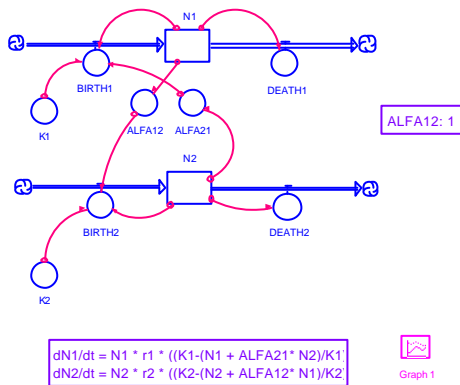 N1
BIRTH1
DEATH1
K1
ALFA12
ALFA21
ALFA12: 1
N2
BIRTH2
DEATH2
K2
dN1/dt = N1 * r1 * ((K1-(N1 + ALFA21* N2)/K1)
dN2/dt = N2 * r2 * ((K2-(N2 + ALFA12* N1)/K2)
Graph 1